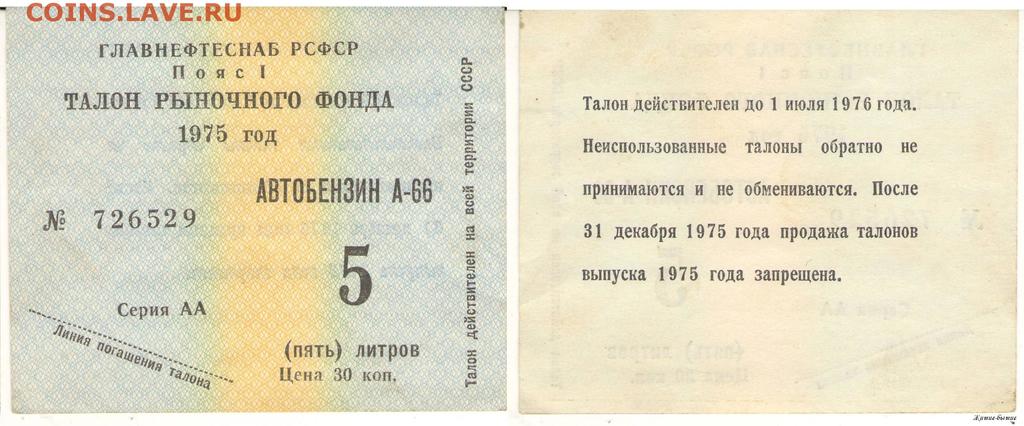 COINS.LAVE.RU
ГЛАВНЕФТЕСНАБ РСФСР
Пояс I
ТАЛОН РЫНОЧНОГО ФОНДА
1975 год
АВТОБЕНЗИН А-66
№ 726529
5
Серия АА
Линия погашения талона
(пять) литров
Цена 30 коп.
Талон действителен на всей территории СССР
Талон действителен до 1 июля 1976 года.
Неиспользованные талоны обратно не
принимаются и не обмениваются. После
31 декабря 1975 года продажа талонов
выпуска 1975 года запрещена.
Житие-бытие